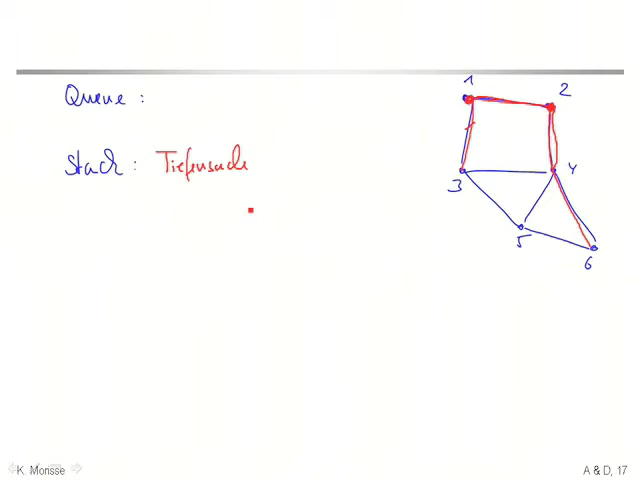 Queue :
Stack : Tiefensuche
1
2
3
4
5
6
K. Morisse
A & D, 17